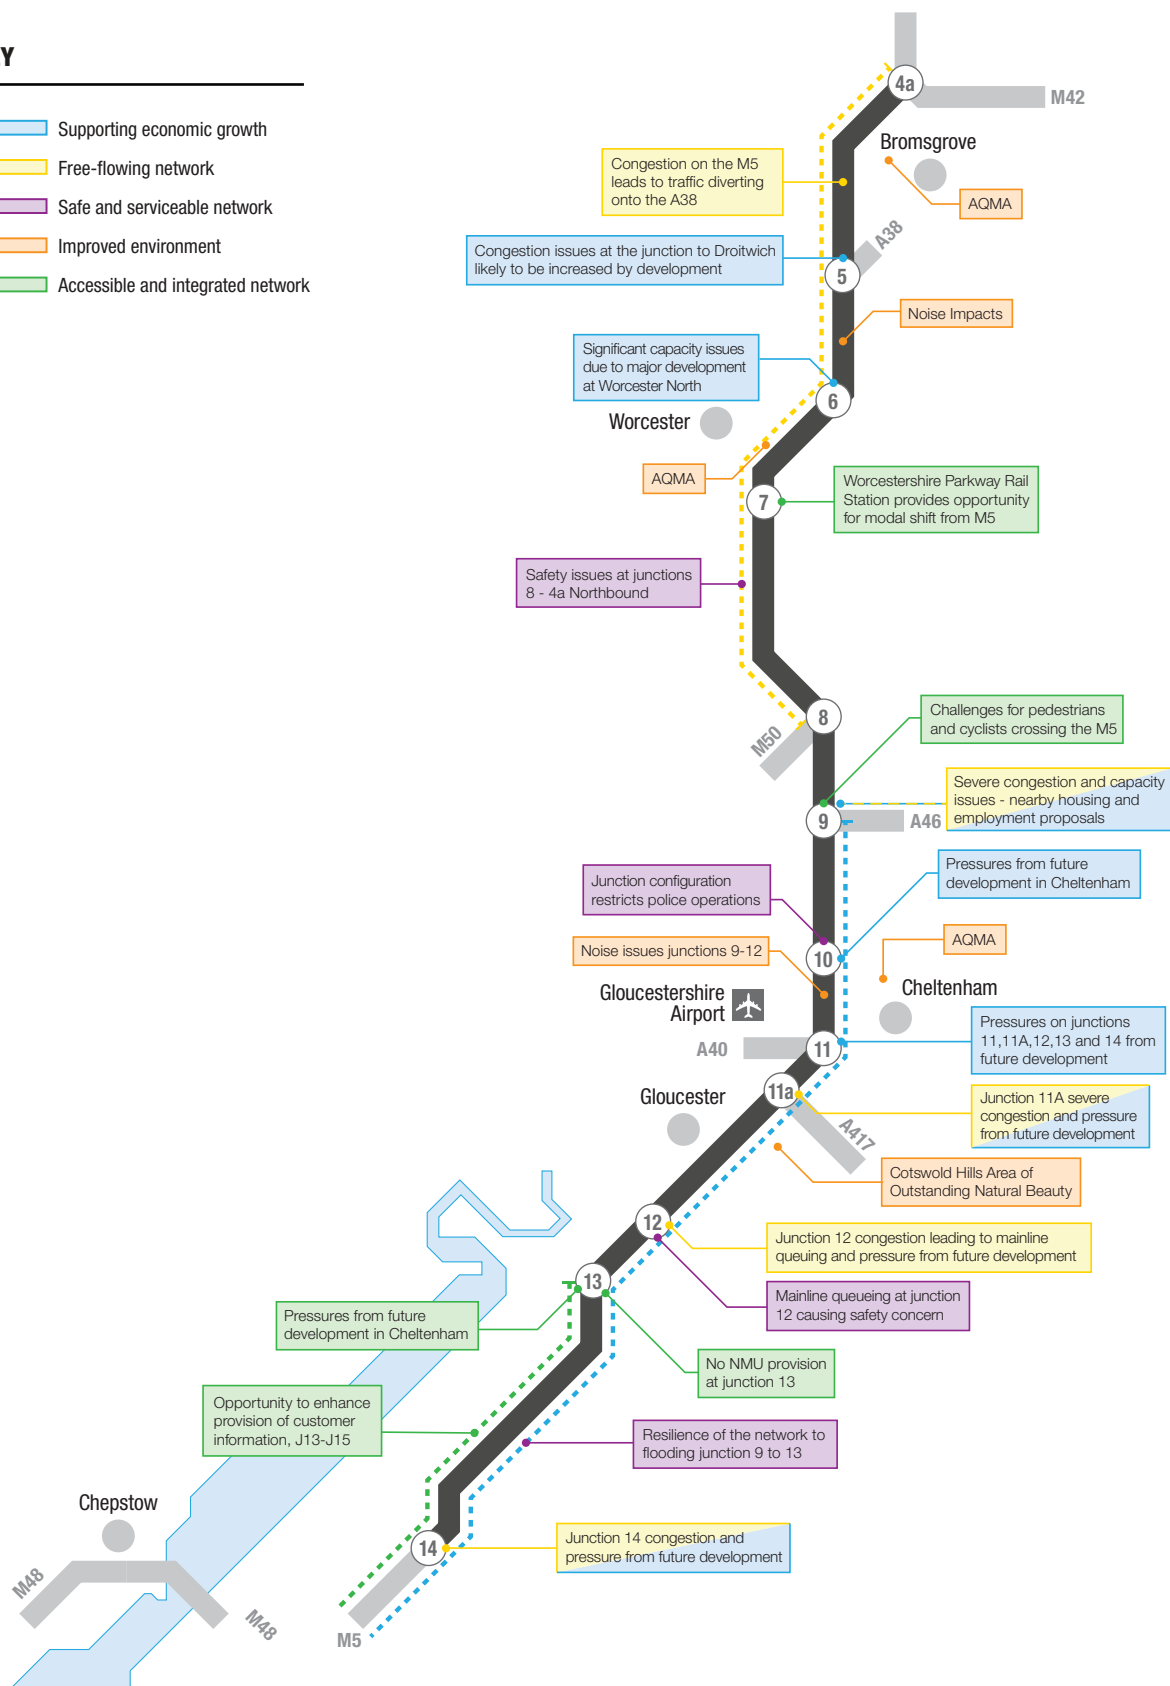 Y
Supporting economic growth
Free-flowing network
Safe and serviceable network
Improved environment
Accessible and integrated network
4a
M42
Bromsgrove
Congestion on the M5
leads to traffic diverting
onto the A38
AQMA
A38
Congestion issues at the junction to Droitwich
likely to be increased by development
5
Noise Impacts
Significant capacity issues
due to major development
at Worcester North
6
Worcester
AQMA
7
Worcestershire Parkway Rail
Station provides opportunity
for modal shift from M5
Safety issues at junctions
8 - 4a Northbound
8
M50
Challenges for pedestrians
and cyclists crossing the M5
Severe congestion and capacity
issues - nearby housing and
employment proposals
9
A46
Pressures from future
development in Cheltenham
Junction configuration
restricts police operations
AQMA
Noise issues junctions 9-12
10
Cheltenham
Gloucestershire
Airport
Pressures on junctions
11,11A,12,13 and 14 from
future development
A40
11
11a
Gloucester
Junction 11A severe
congestion and pressure
from future development
A417
Cotswold Hills Area of
Outstanding Natural Beauty
12
Junction 12 congestion leading to mainline
queuing and pressure from future development
13
Mainline queueing at junction
12 causing safety concern
Pressures from future
development in Cheltenham
No NMU provision
at junction 13
Opportunity to enhance
provision of customer
information, J13-J15
Resilience of the network to
flooding junction 9 to 13
Chepstow
14
Junction 14 congestion and
pressure from future development
M48
M48
M5